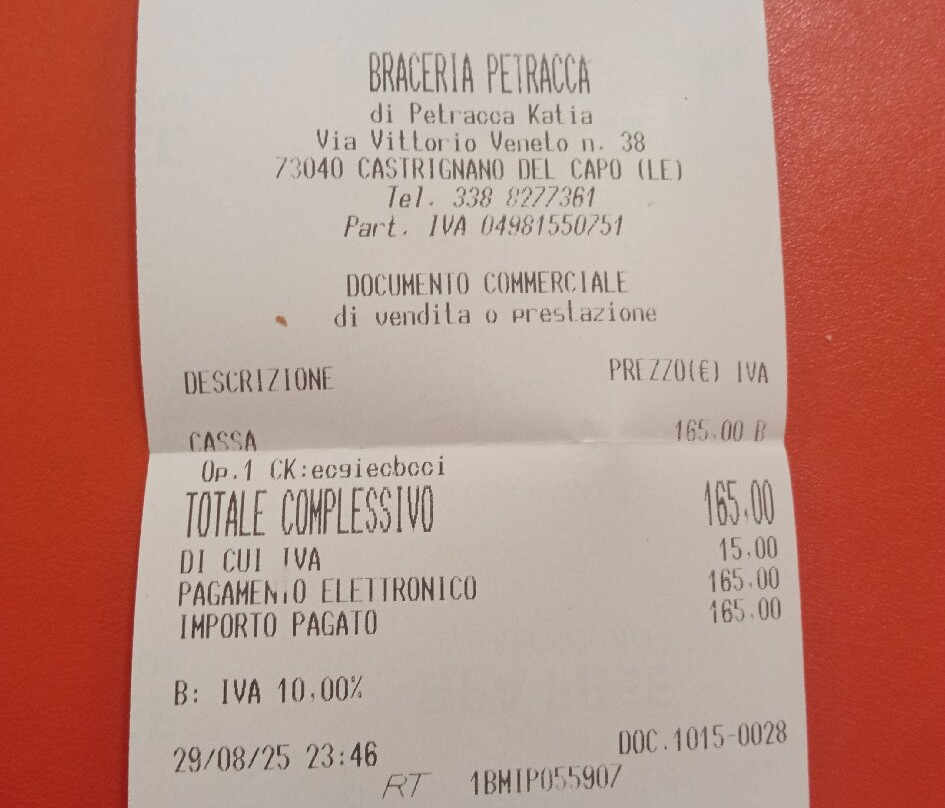 BRACERIA PETRACCA
di Petracca Katia
Via Vittorio Veneto n. 38
73040 CASTRIGNANO DEL CAPO (LE)
Tel. 338 8277361
Part. IVA 04981550751
DOCUMENTO COMMERCIALE
di vendita o prestazione
DESCRIZIONE PREZZO(€) IVA
CASSA 165.00 B
Op.1 CK:ecgiecbcci
TOTALE COMPLESSIVO 165,00
DI CUI IVA 15.00
PAGAMENTO ELETTRONICO 165.00
IMPORTO PAGATO 165.00
B: IVA 10,00%
29/08/25 23:46 DOC.1015-0028
RT 1BMIP055907